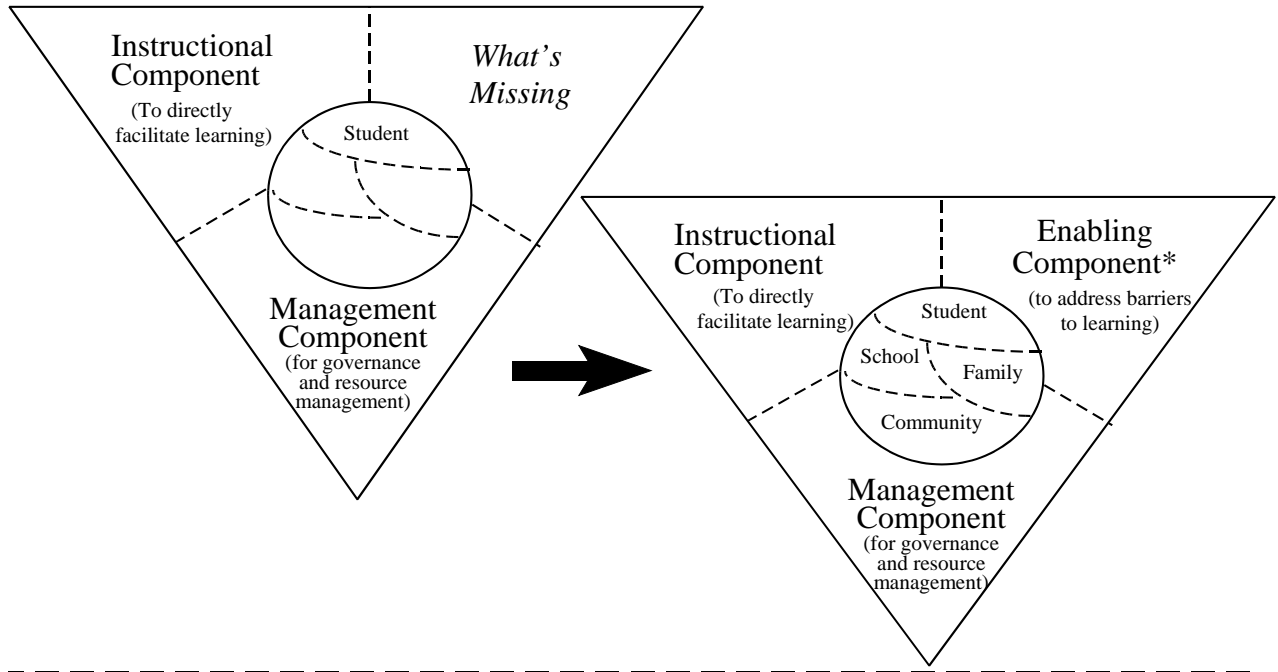 Instructional
Component
(To directly
facilitate learning)
What's
Missing
Student
Management
Component
(for governance
and resource
management)
Instructional
Component
(To directly
facilitate learning)
Enabling
Component*
(to address barriers
to learning)
Student
School
Family
Community
Management
Component
(for governance
and resource
management)